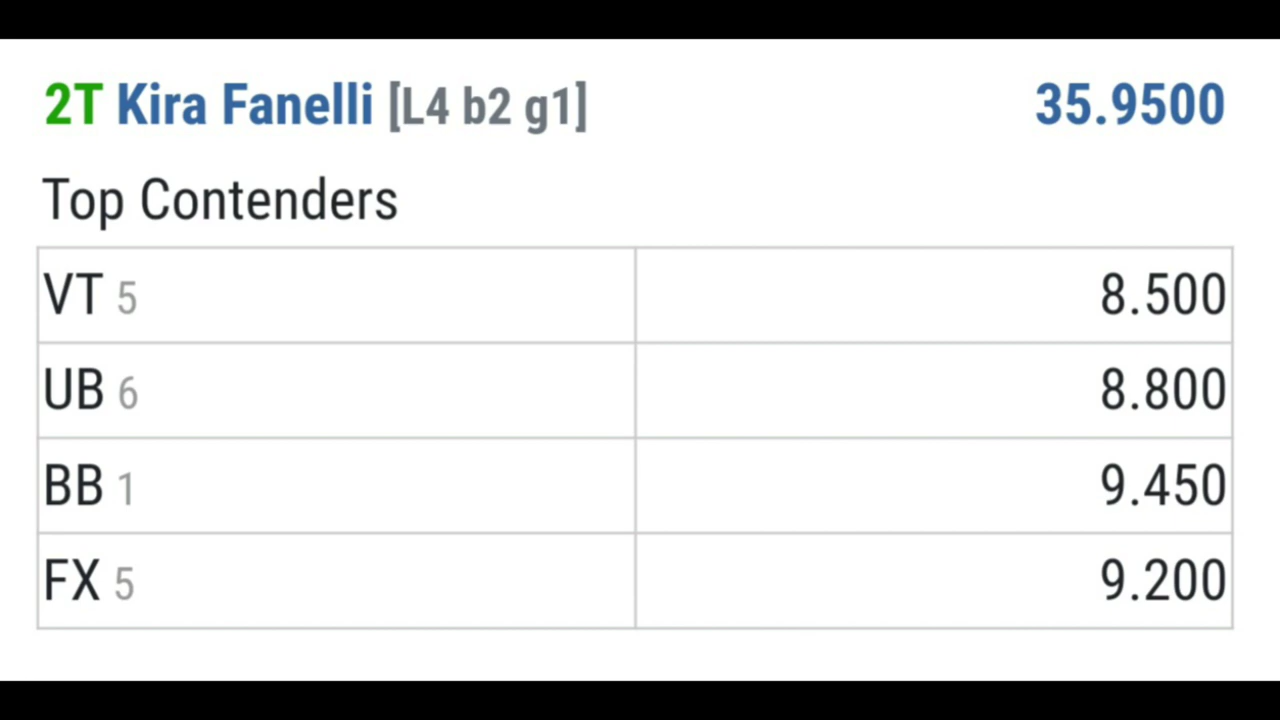 2T Kira Fanelli [L4 b2 g1] 35.9500
Top Contenders
VT 5 8.500
UB 6 8.800
BB 1 9.450
FX 5 9.200